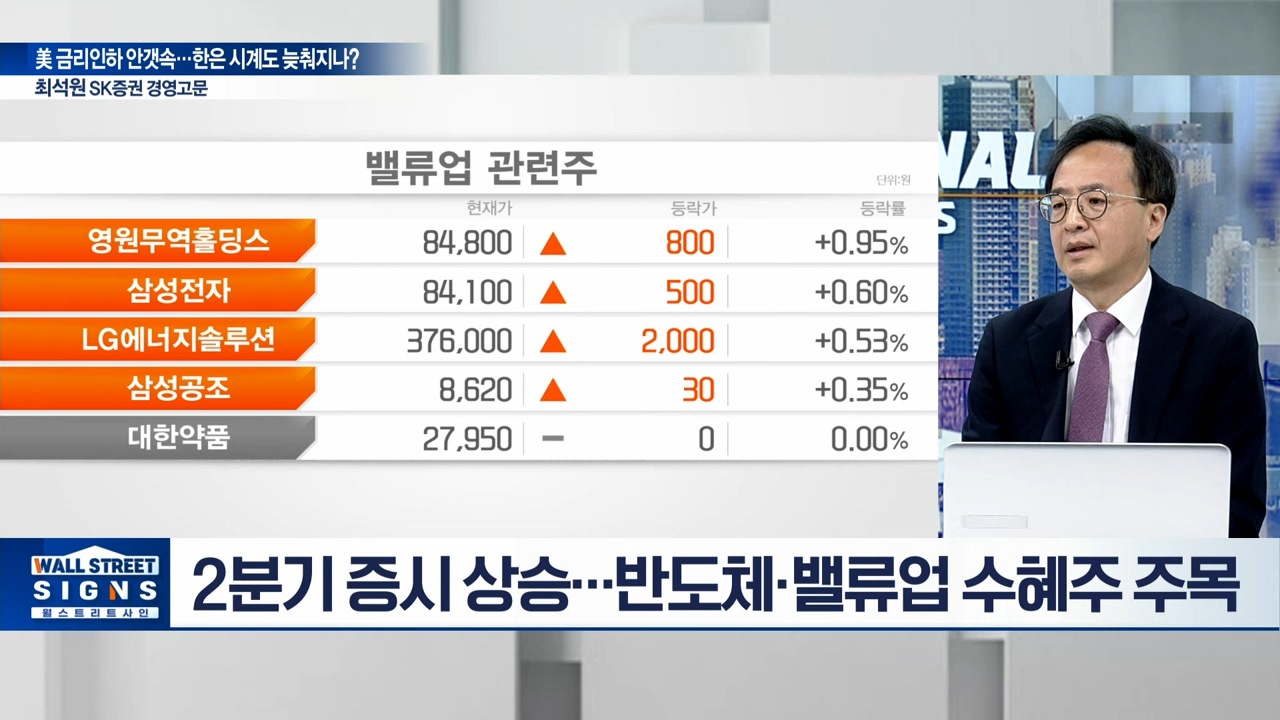 美 금리인하 안갯속…한은 시계도 늦춰지나?
최석원 SK증권 경영고문
밸류업 관련주
단위:원
현재가 등락가 등락률
영원무역홀딩스 84,800 ▲ 800 +0.95%
삼성전자 84,100 ▲ 500 +0.60%
LG에너지솔루션 376,000 ▲ 2,000 +0.53%
삼성공조 8,620 ▲ 30 +0.35%
대한약품 27,950 - 0 0.00%
NAL
S
WALL STREET
SIGNS
월스트리트사인
2분기 증시 상승…반도체·밸류업 수혜주 주목